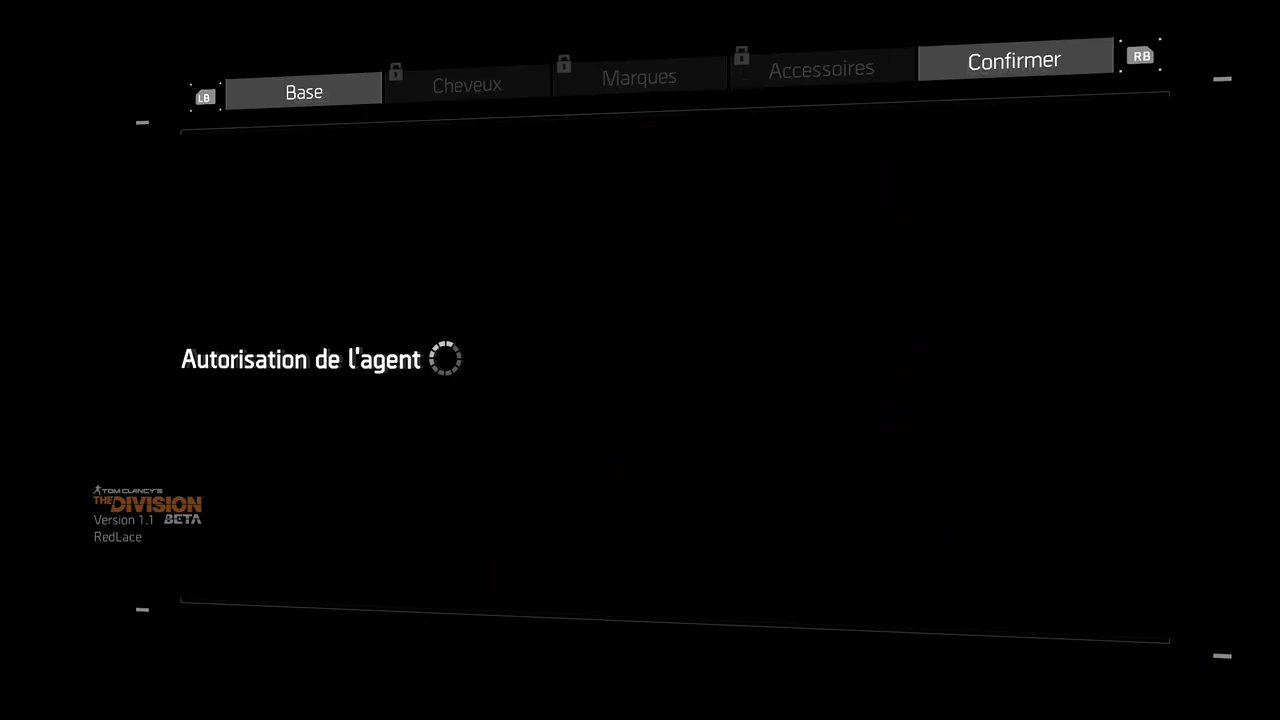 LB
Base
Cheveux
Marques
Accessoires
Confirmer
RB
Autorisation de l'agent
TOM CLANCY'S
THE DIVISION
Version 1.1 BETA
RedLace